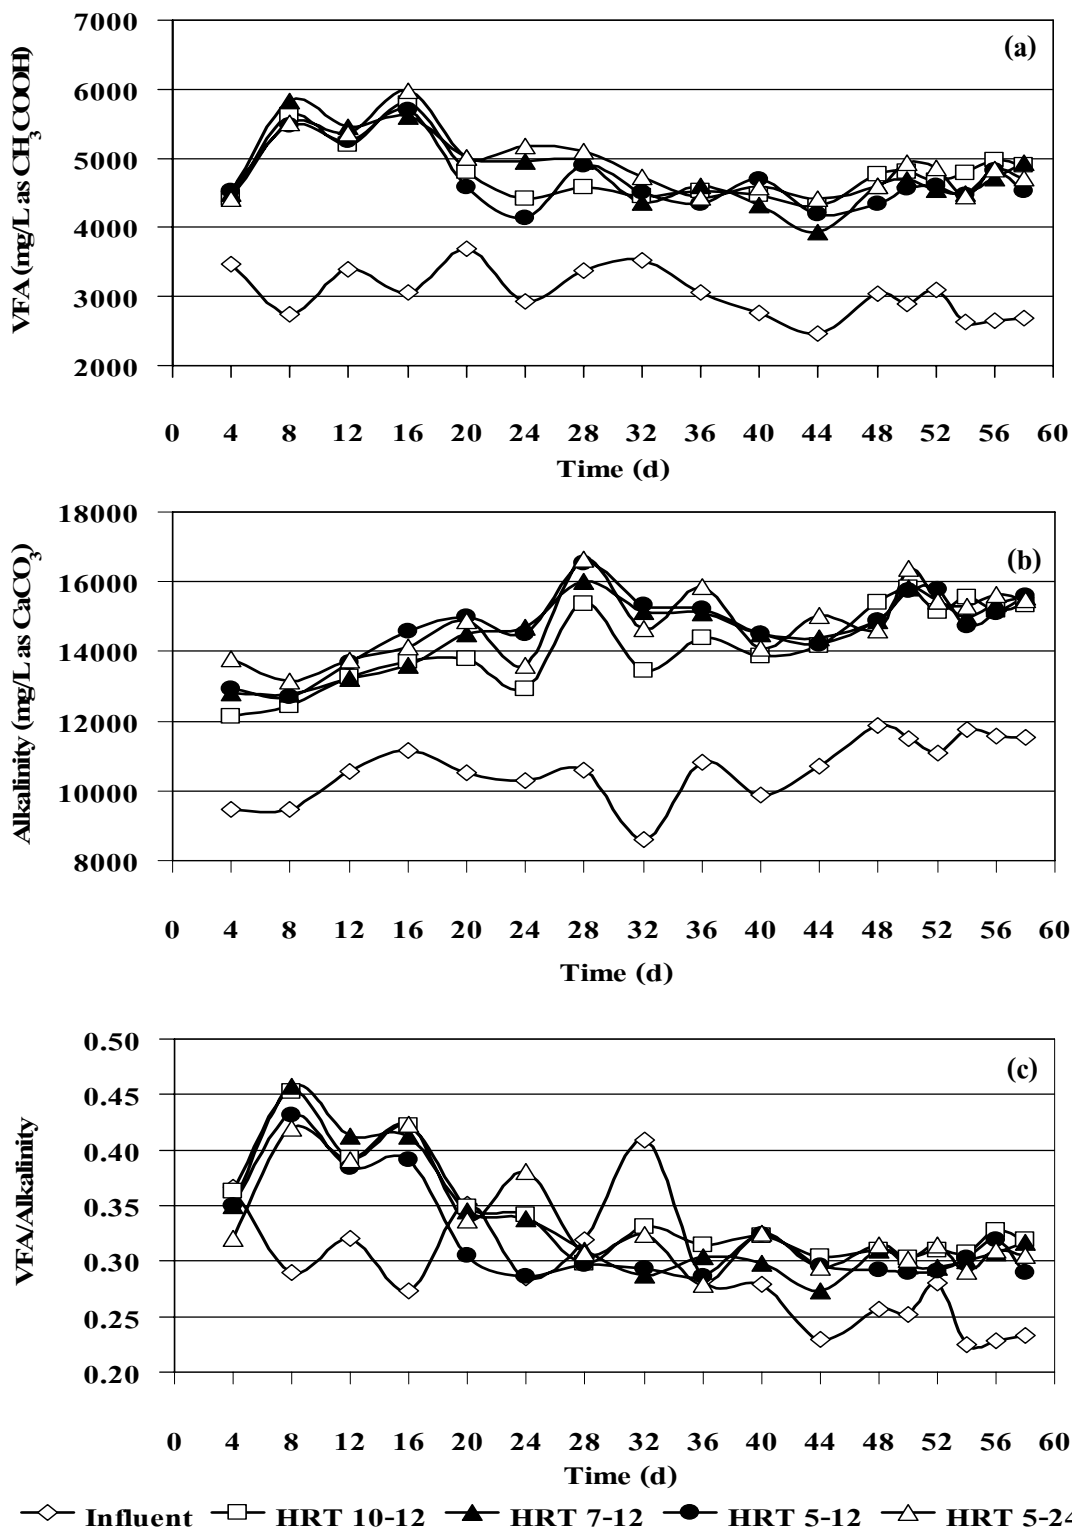 7000
(a)
6000
5000
4000
3000
2000
VFA (mg/L as CH3COOH)
0 4 8 12 16 20 24 28 32 36 40 44 48 52 56 60
Time (d)
18000
(b)
16000
14000
12000
10000
8000
Alkalinity (mg/L as CaCO3)
0 4 8 12 16 20 24 28 32 36 40 44 48 52 56 60
Time (d)
0.50
(c)
0.45
0.40
0.35
0.30
0.25
0.20
VFA/Alkalinity
0 4 8 12 16 20 24 28 32 36 40 44 48 52 56 60
Time (d)
Influent HRT 10-12 HRT 7-12 HRT 5-12 HRT 5-24